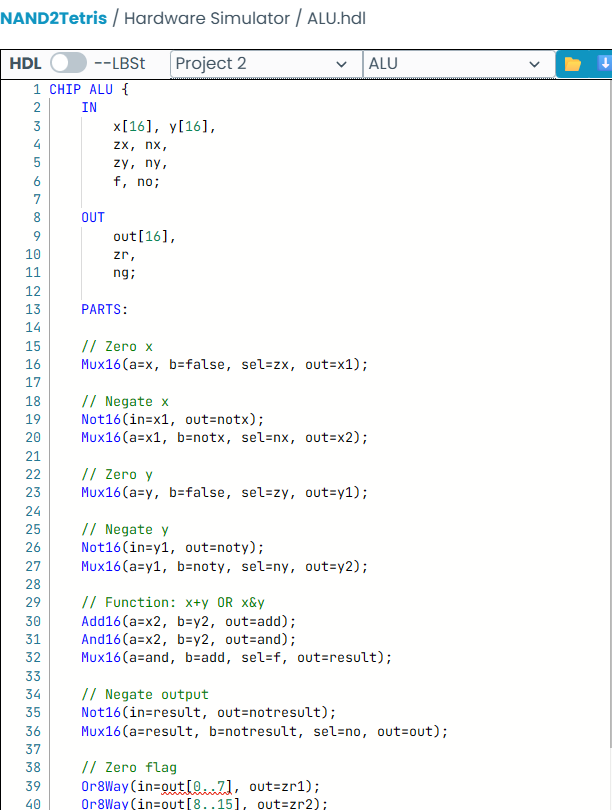 NAND2Tetris / Hardware Simulator / ALU.hdl
HDL --LBSt Project 2 ALU
1 CHIP ALU {
2 IN
3 x[16], y[16],
4 zx, nx,
5 zy, ny,
6 f, no;
7
8 OUT
9 out[16],
10 zr,
11 ng;
12
13 PARTS:
14
15 // Zero x
16 Mux16(a=x, b=false, sel=zx, out=x1);
17
18 // Negate x
19 Not16(in=x1, out=notx);
20 Mux16(a=x1, b=notx, sel=nx, out=x2);
21
22 // Zero y
23 Mux16(a=y, b=false, sel=zy, out=y1);
24
25 // Negate y
26 Not16(in=y1, out=noty);
27 Mux16(a=y1, b=noty, sel=ny, out=y2);
28
29 // Function: x+y OR x&y
30 Add16(a=x2, b=y2, out=add);
31 And16(a=x2, b=y2, out=and);
32 Mux16(a=and, b=add, sel=f, out=result);
33
34 // Negate output
35 Not16(in=result, out=notresult);
36 Mux16(a=result, b=notresult, sel=no, out=out);
37
38 // Zero flag
39 Or8Way(in=out[0..7], out=zr1);
40 Or8Way(in=out[8..15], out=zr2);